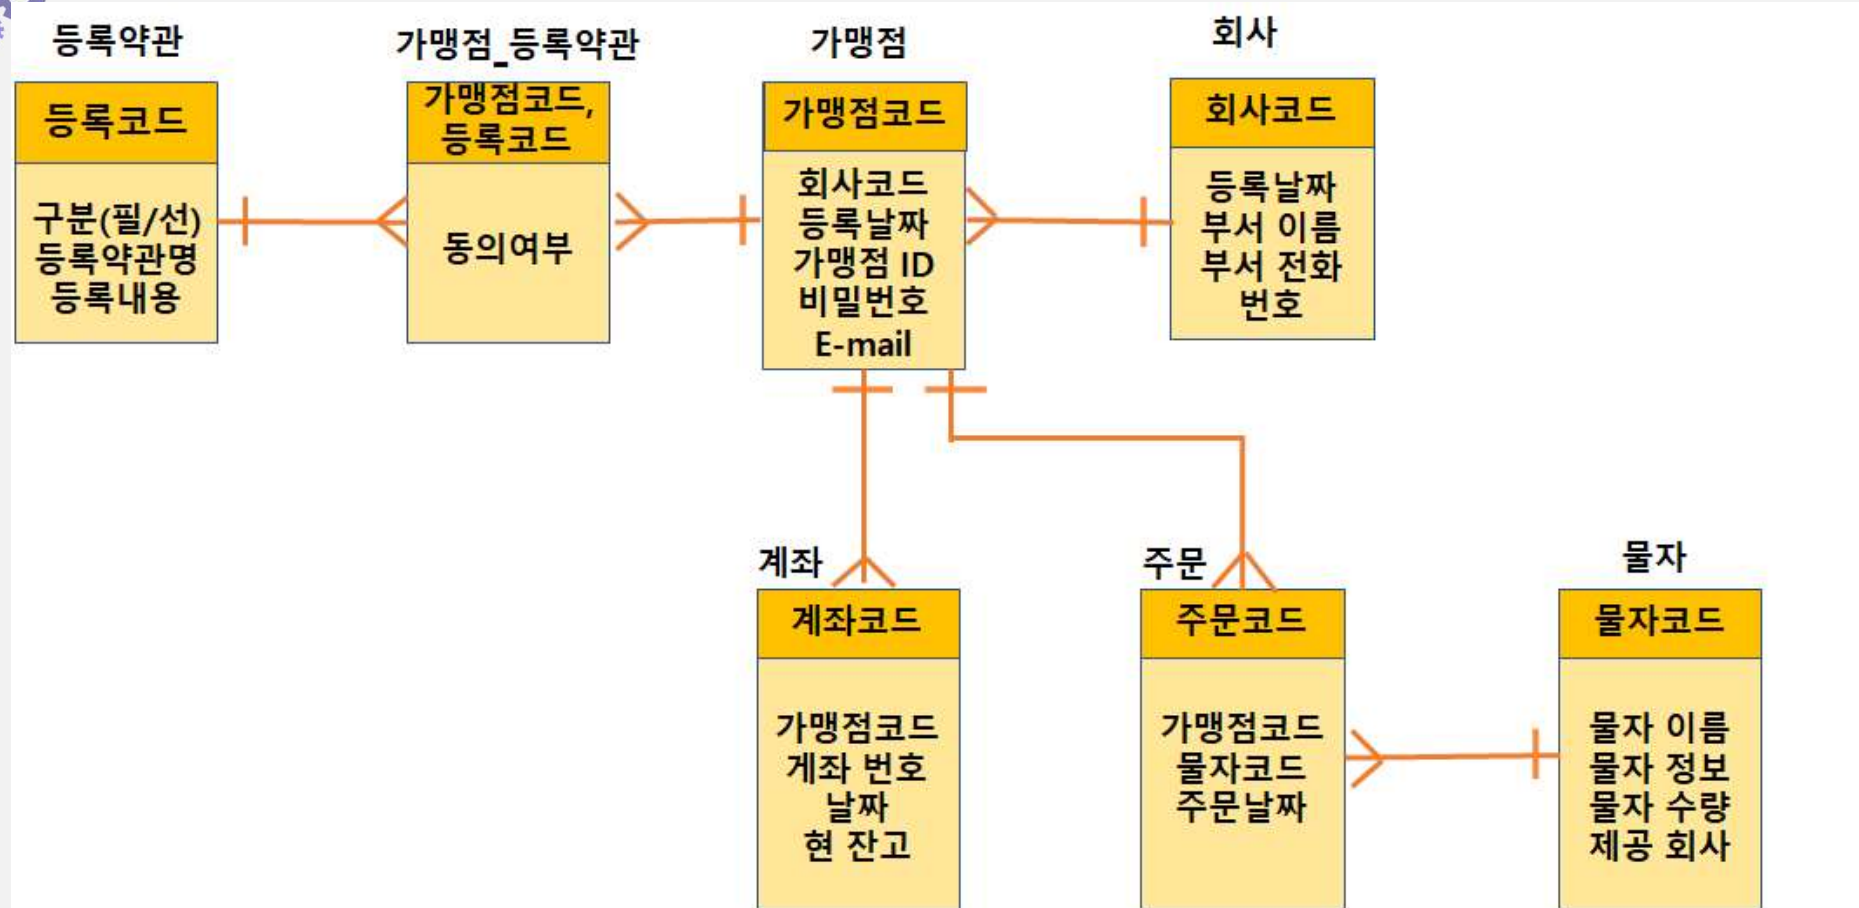 등록약관
등록코드
구분(필/선)
등록약관명
등록내용
가맹점_등록약관
가맹점코드,
등록코드
동의여부
가맹점
가맹점코드
회사코드
등록날짜
가맹점 ID
비밀번호
E-mail
회사
회사코드
등록날짜
부서 이름
부서 전화
번호
계좌
계좌코드
가맹점코드
게좌 번호
날짜
현 잔고
주문
주문코드
가맹점코드
물자코드
주문날짜
물자
물자코드
물자 이름
물자 정보
물자 수량
제공 회사